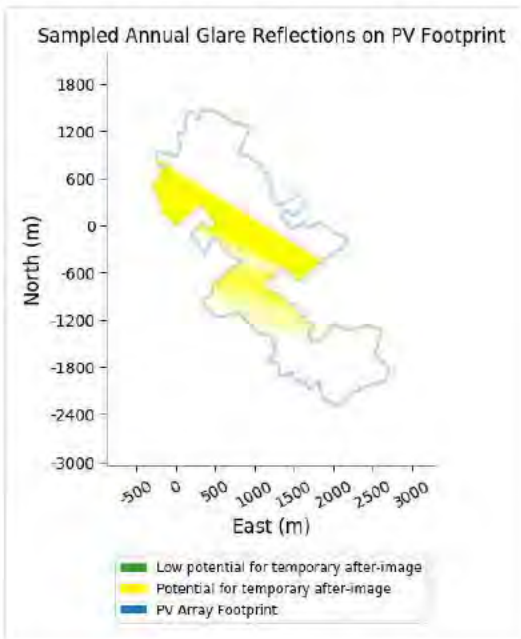 Sampled Annual Glare Reflections on PV Footprint
1800
1200
600
0
-600
-1200
-1800
-2400
-3000
North (m)
-500
0
500
1000
1500
2000
2500
3000
East (m)
Low potential for temporary after-image
Potential for temporary after-image
PV Array Footprint